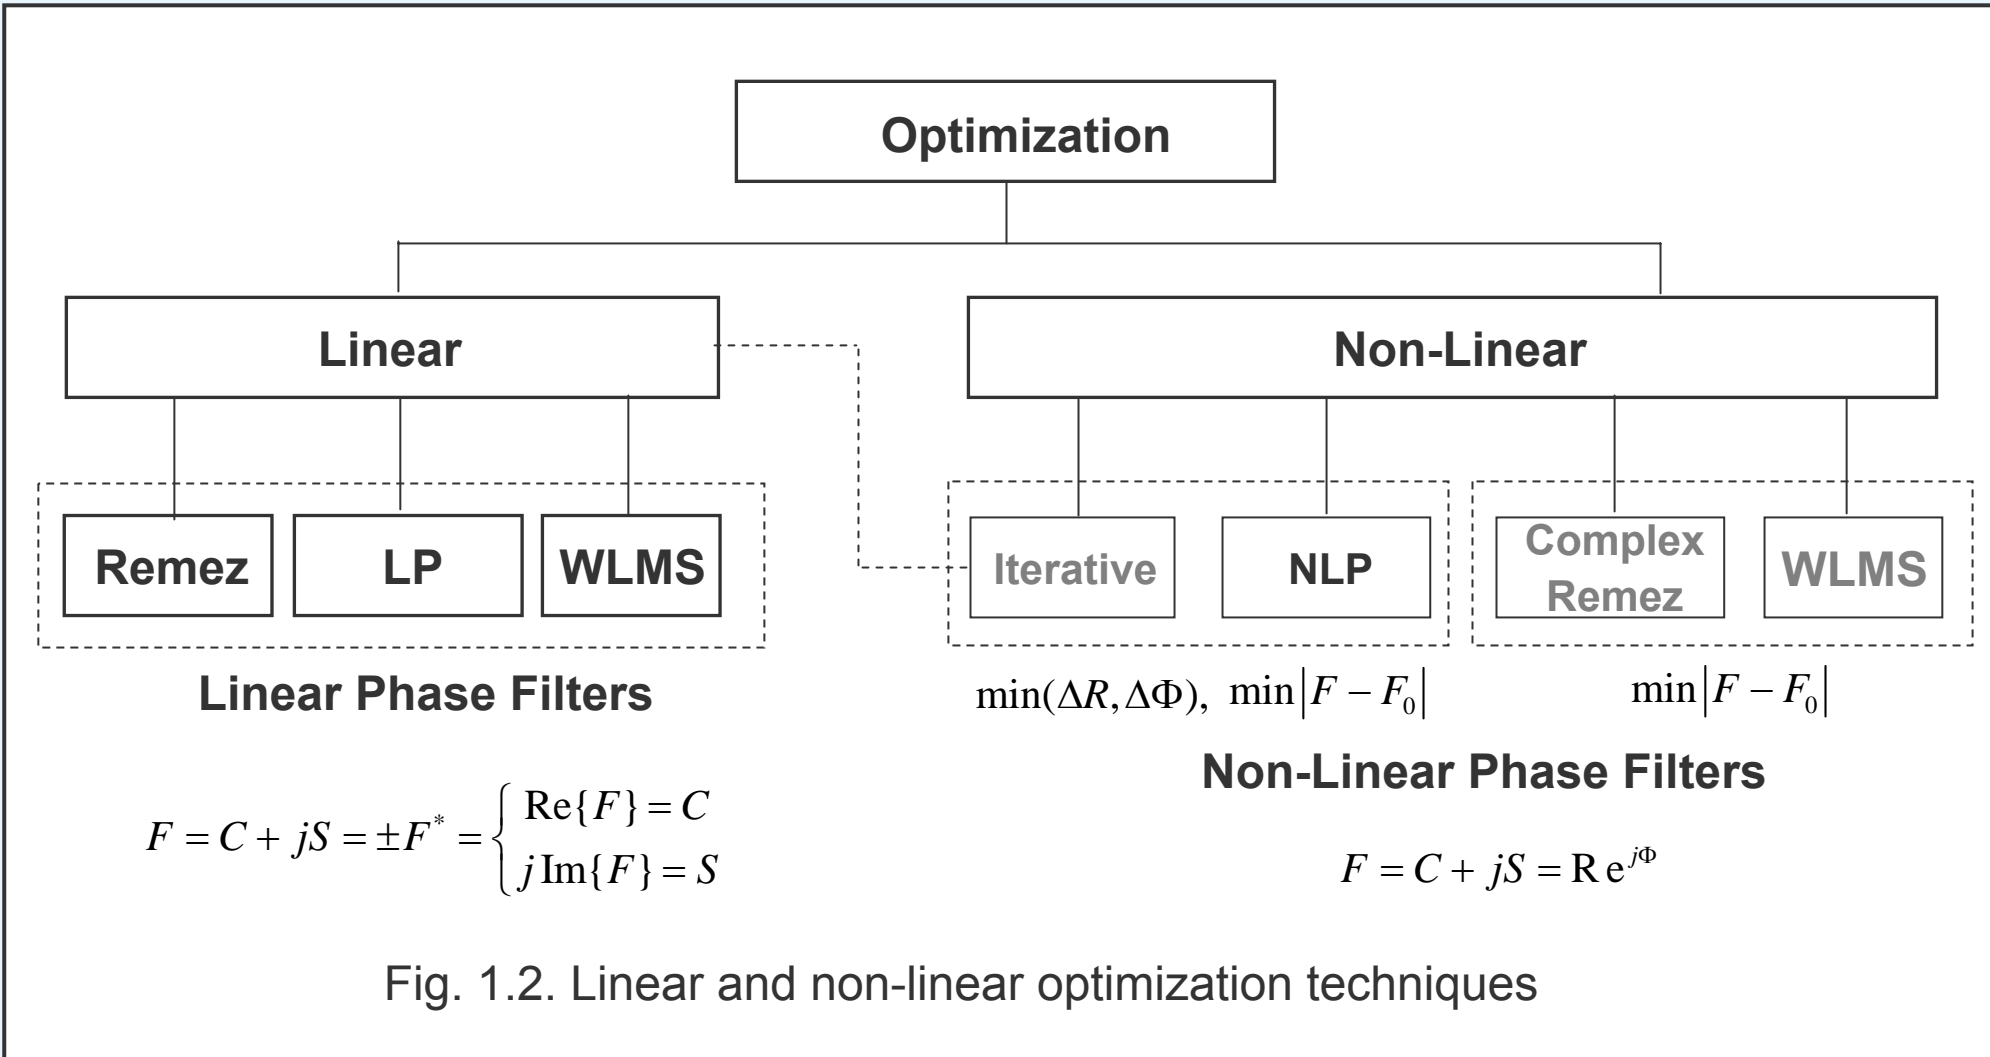 Optimization
Linear
Non-Linear
Remez
LP
WLMS
Iterative
NLP
Complex
Remez
WLMS
Linear Phase Filters
min(ΔR, ΔΦ), min|F − F₀|
min|F − F₀|
Non-Linear Phase Filters
F = C + jS = ±F* = { Re{F} = C
j Im{F} = S
F = C + jS = R e^{jΦ}
Fig. 1.2. Linear and non-linear optimization techniques